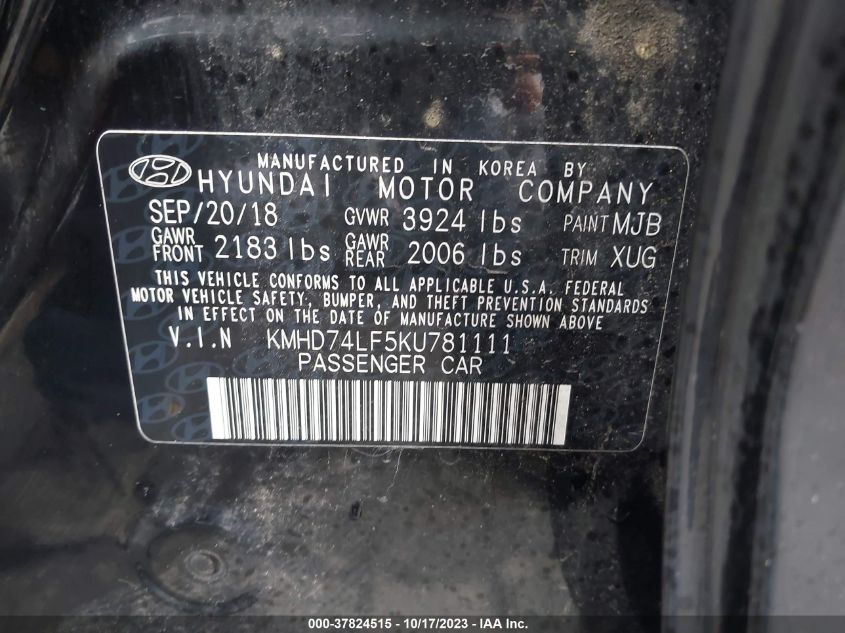 MANUFACTURED IN KOREA BY
HYUNDAI MOTOR COMPANY
SEP/20/18 GVWR 3924 lbs PAINT MJB
GAWR FRONT 2183 lbs GAWR REAR 2006 lbs TRIM XUG
THIS VEHICLE CONFORMS TO ALL APPLICABLE U.S.A. FEDERAL
MOTOR VEHICLE SAFETY, BUMPER, AND THEFT PREVENTION STANDARDS
IN EFFECT ON THE DATE OF MANUFACTURE SHOWN ABOVE
V.I.N KMHD74LF5KU781111
PASSENGER CAR
000-37824515 - 10/17/2023 - IAA Inc.